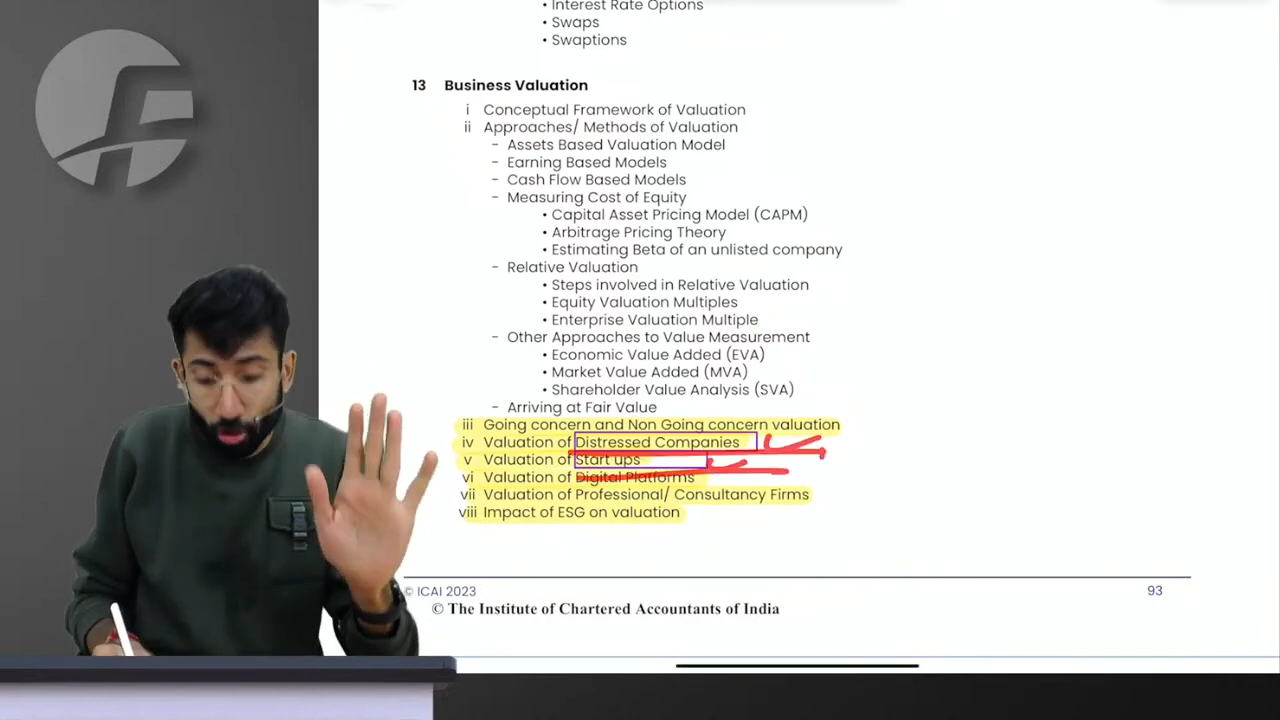 • Interest Rate Options
• Swaps
• Swaptions
13 Business Valuation
i Conceptual Framework of Valuation
ii Approaches/ Methods of Valuation
- Assets Based Valuation Model
- Earning Based Models
- Cash Flow Based Models
- Measuring Cost of Equity
• Capital Asset Pricing Model (CAPM)
• Arbitrage Pricing Theory
• Estimating Beta of an unlisted company
- Relative Valuation
• Steps involved in Relative Valuation
• Equity Valuation Multiples
• Enterprise Valuation Multiple
- Other Approaches to Value Measurement
• Economic Value Added (EVA)
• Market Value Added (MVA)
• Shareholder Value Analysis (SVA)
- Arriving at Fair Value
iii Going concern and Non Going concern valuation
iv Valuation of Distressed Companies
v Valuation of Start ups
vi Valuation of Digital Platforms
vii Valuation of Professional/ Consultancy Firms
viii Impact of ESG on valuation
© ICAI 2023 93
© The Institute of Chartered Accountants of India